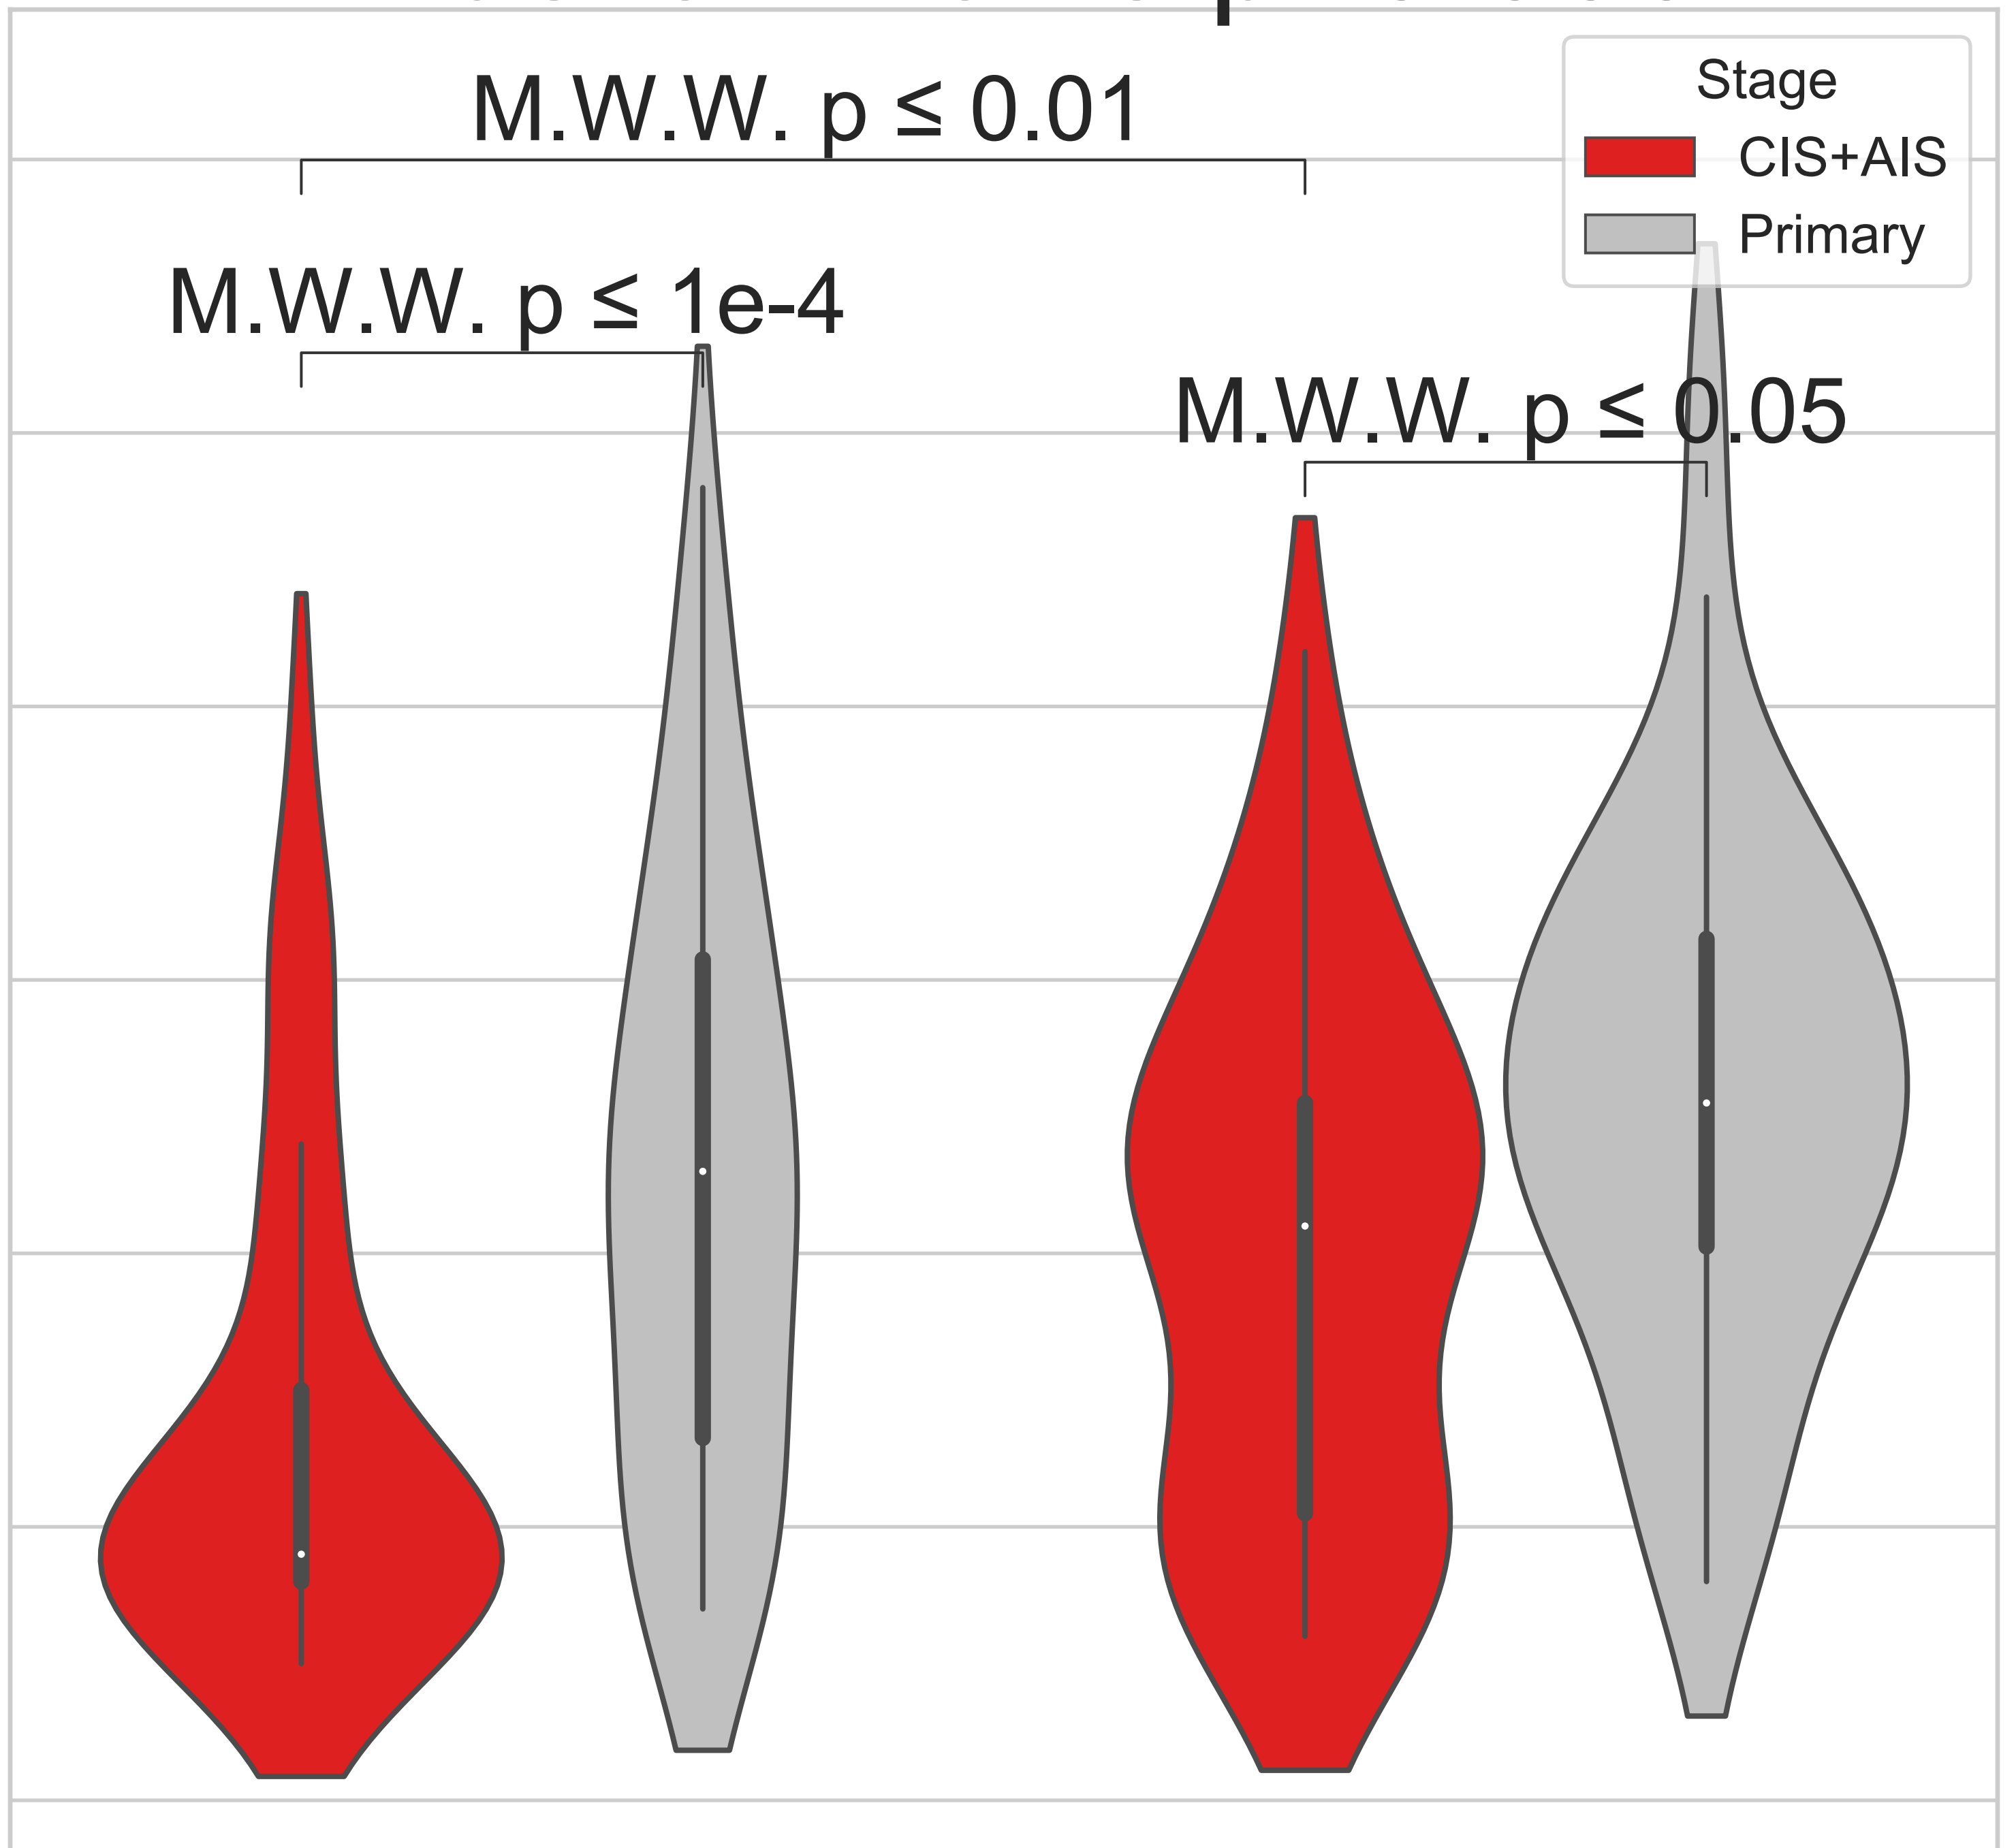 M.W.W. p ≤ 0.01
Stage
CIS+AIS
Primary
M.W.W. p ≤ 1e-4
M.W.W. p ≤ 0.05